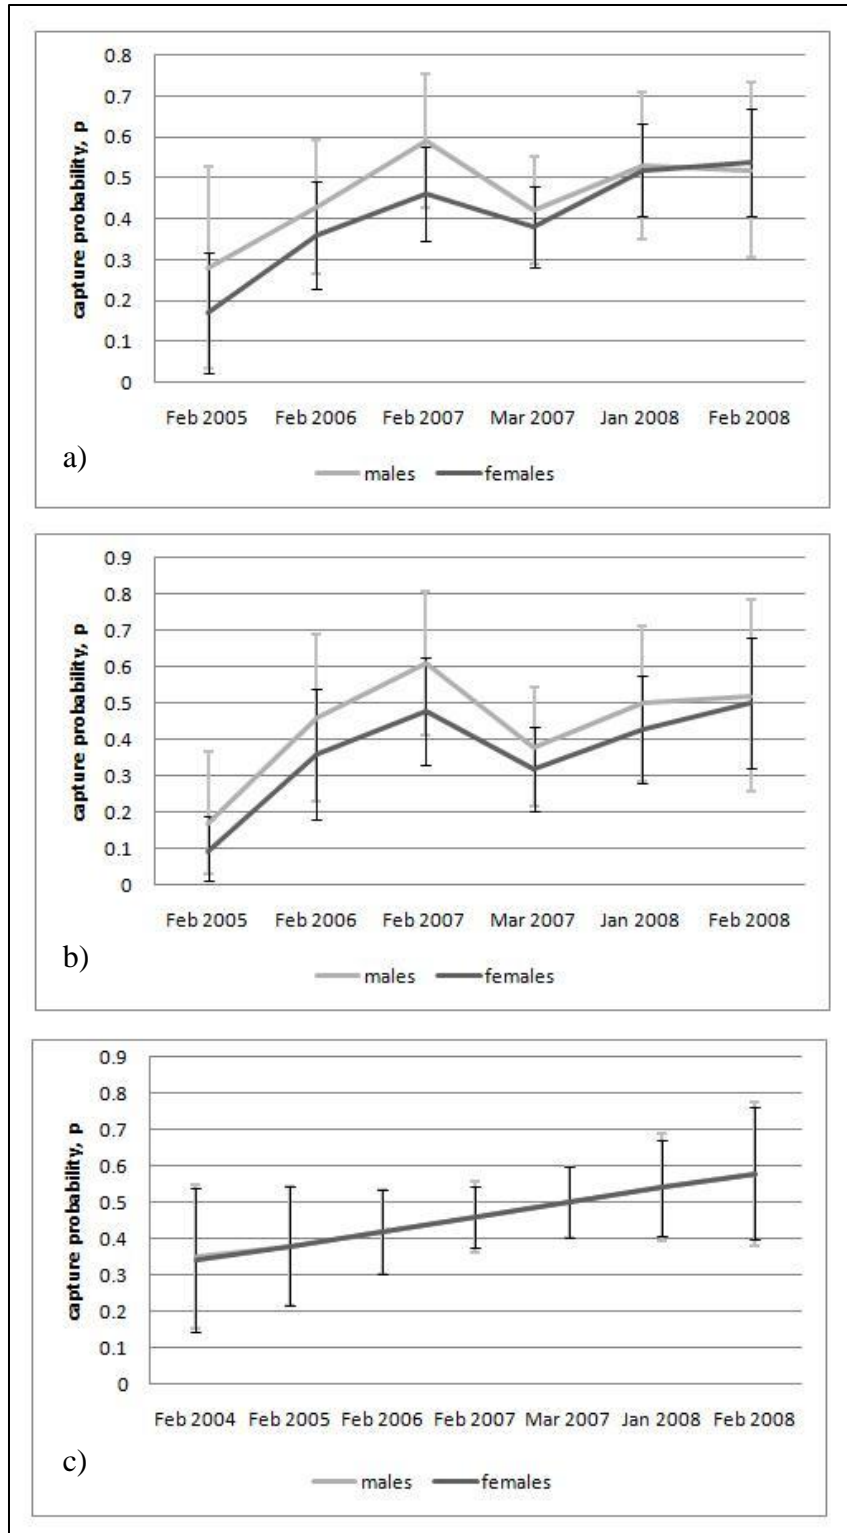 capture probability, p
0.8
0.7
0.6
0.5
0.4
0.3
0.2
0.1
0
Feb 2005 Feb 2006 Feb 2007 Mar 2007 Jan 2008 Feb 2008
a)
males females
capture probability, p
0.9
0.8
0.7
0.6
0.5
0.4
0.3
0.2
0.1
0
Feb 2005 Feb 2006 Feb 2007 Mar 2007 Jan 2008 Feb 2008
b)
males females
capture probability, p
0.9
0.8
0.7
0.6
0.5
0.4
0.3
0.2
0.1
0
Feb 2004 Feb 2005 Feb 2006 Feb 2007 Mar 2007 Jan 2008 Feb 2008
c)
males females